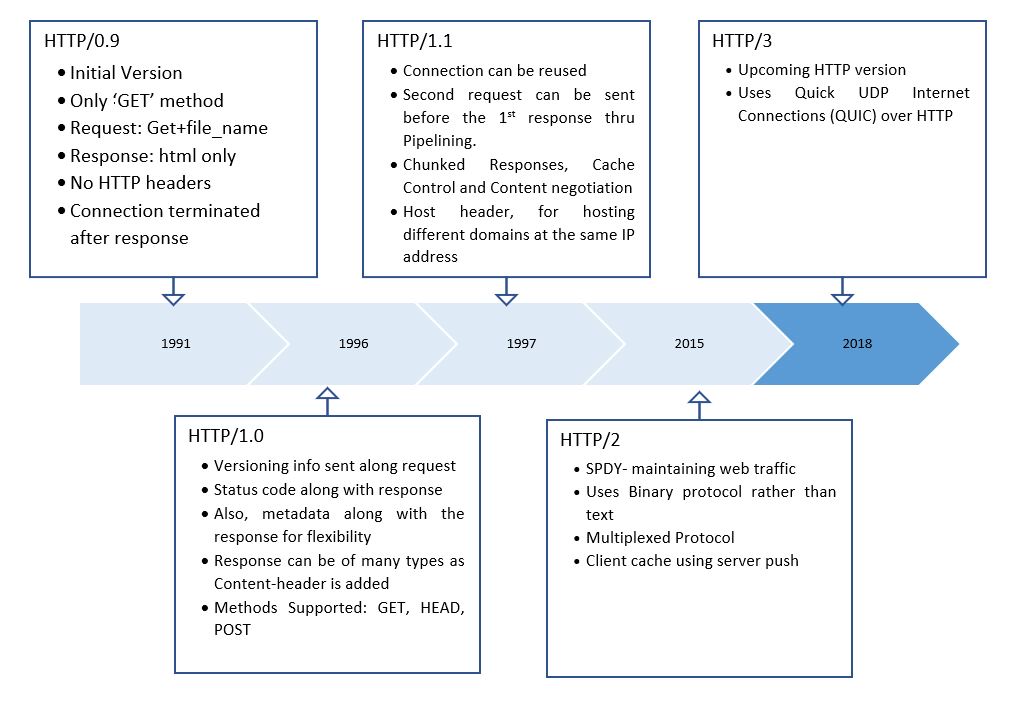 HTTP/0.9
• Initial Version
• Only ‘GET’ method
• Request: Get+file_name
• Response: html only
• No HTTP headers
• Connection terminated
after response
HTTP/1.1
• Connection can be reused
• Second request can be sent
before the 1st response thru
Pipelining.
• Chunked Responses, Cache
Control and Content negotiation
• Host header, for hosting
different domains at the same IP
address
HTTP/3
• Upcoming HTTP version
• Uses Quick UDP Internet
Connections (QUIC) over HTTP
1991
1996
1997
2015
2018
HTTP/1.0
• Versioning info sent along request
• Status code along with response
• Also, metadata along with the
response for flexibility
• Response can be of many types as
Content-header is added
• Methods Supported: GET, HEAD,
POST
HTTP/2
• SPDY- maintaining web traffic
• Uses Binary protocol rather than
text
• Multiplexed Protocol
• Client cache using server push